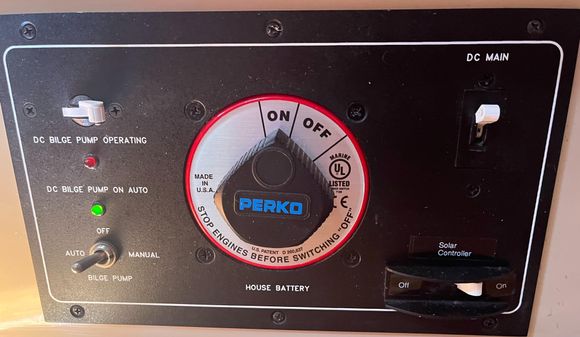 DC MAIN
DC BILGE PUMP OPERATING
DC BILGE PUMP ON AUTO
OFF
AUTO
MANUAL
BILGE PUMP
ON
OFF
MADE IN
U.S.A.
MARINE
UL
LISTED
CE
PERKO
U.S. PATENT D
STOP ENGINES BEFORE SWITCHING "OFF"
HOUSE BATTERY
Solar
Controller
Off
On